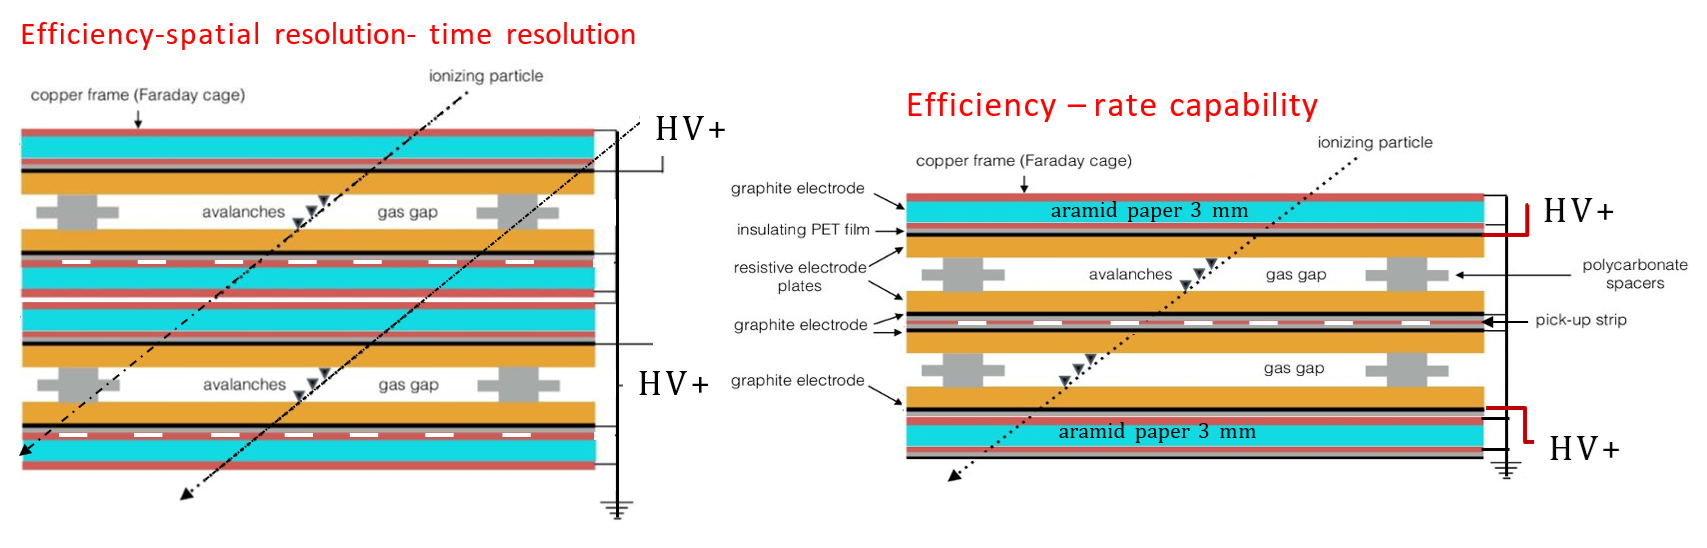 Efficiency-spatial resolution- time resolution
ionizing particle
copper frame (Faraday cage)
HV+
avalanches
gas gap
HV+
avalanches
gas gap
Efficiency – rate capability
ionizing particle
copper frame (Faraday cage)
graphite electrode
aramid paper 3 mm
HV+
insulating PET film
resistive electrode
plates
avalanches
gas gap
polycarbonate
spacers
graphite electrode
pick-up strip
gas gap
graphite electrode
aramid paper 3 mm
HV+